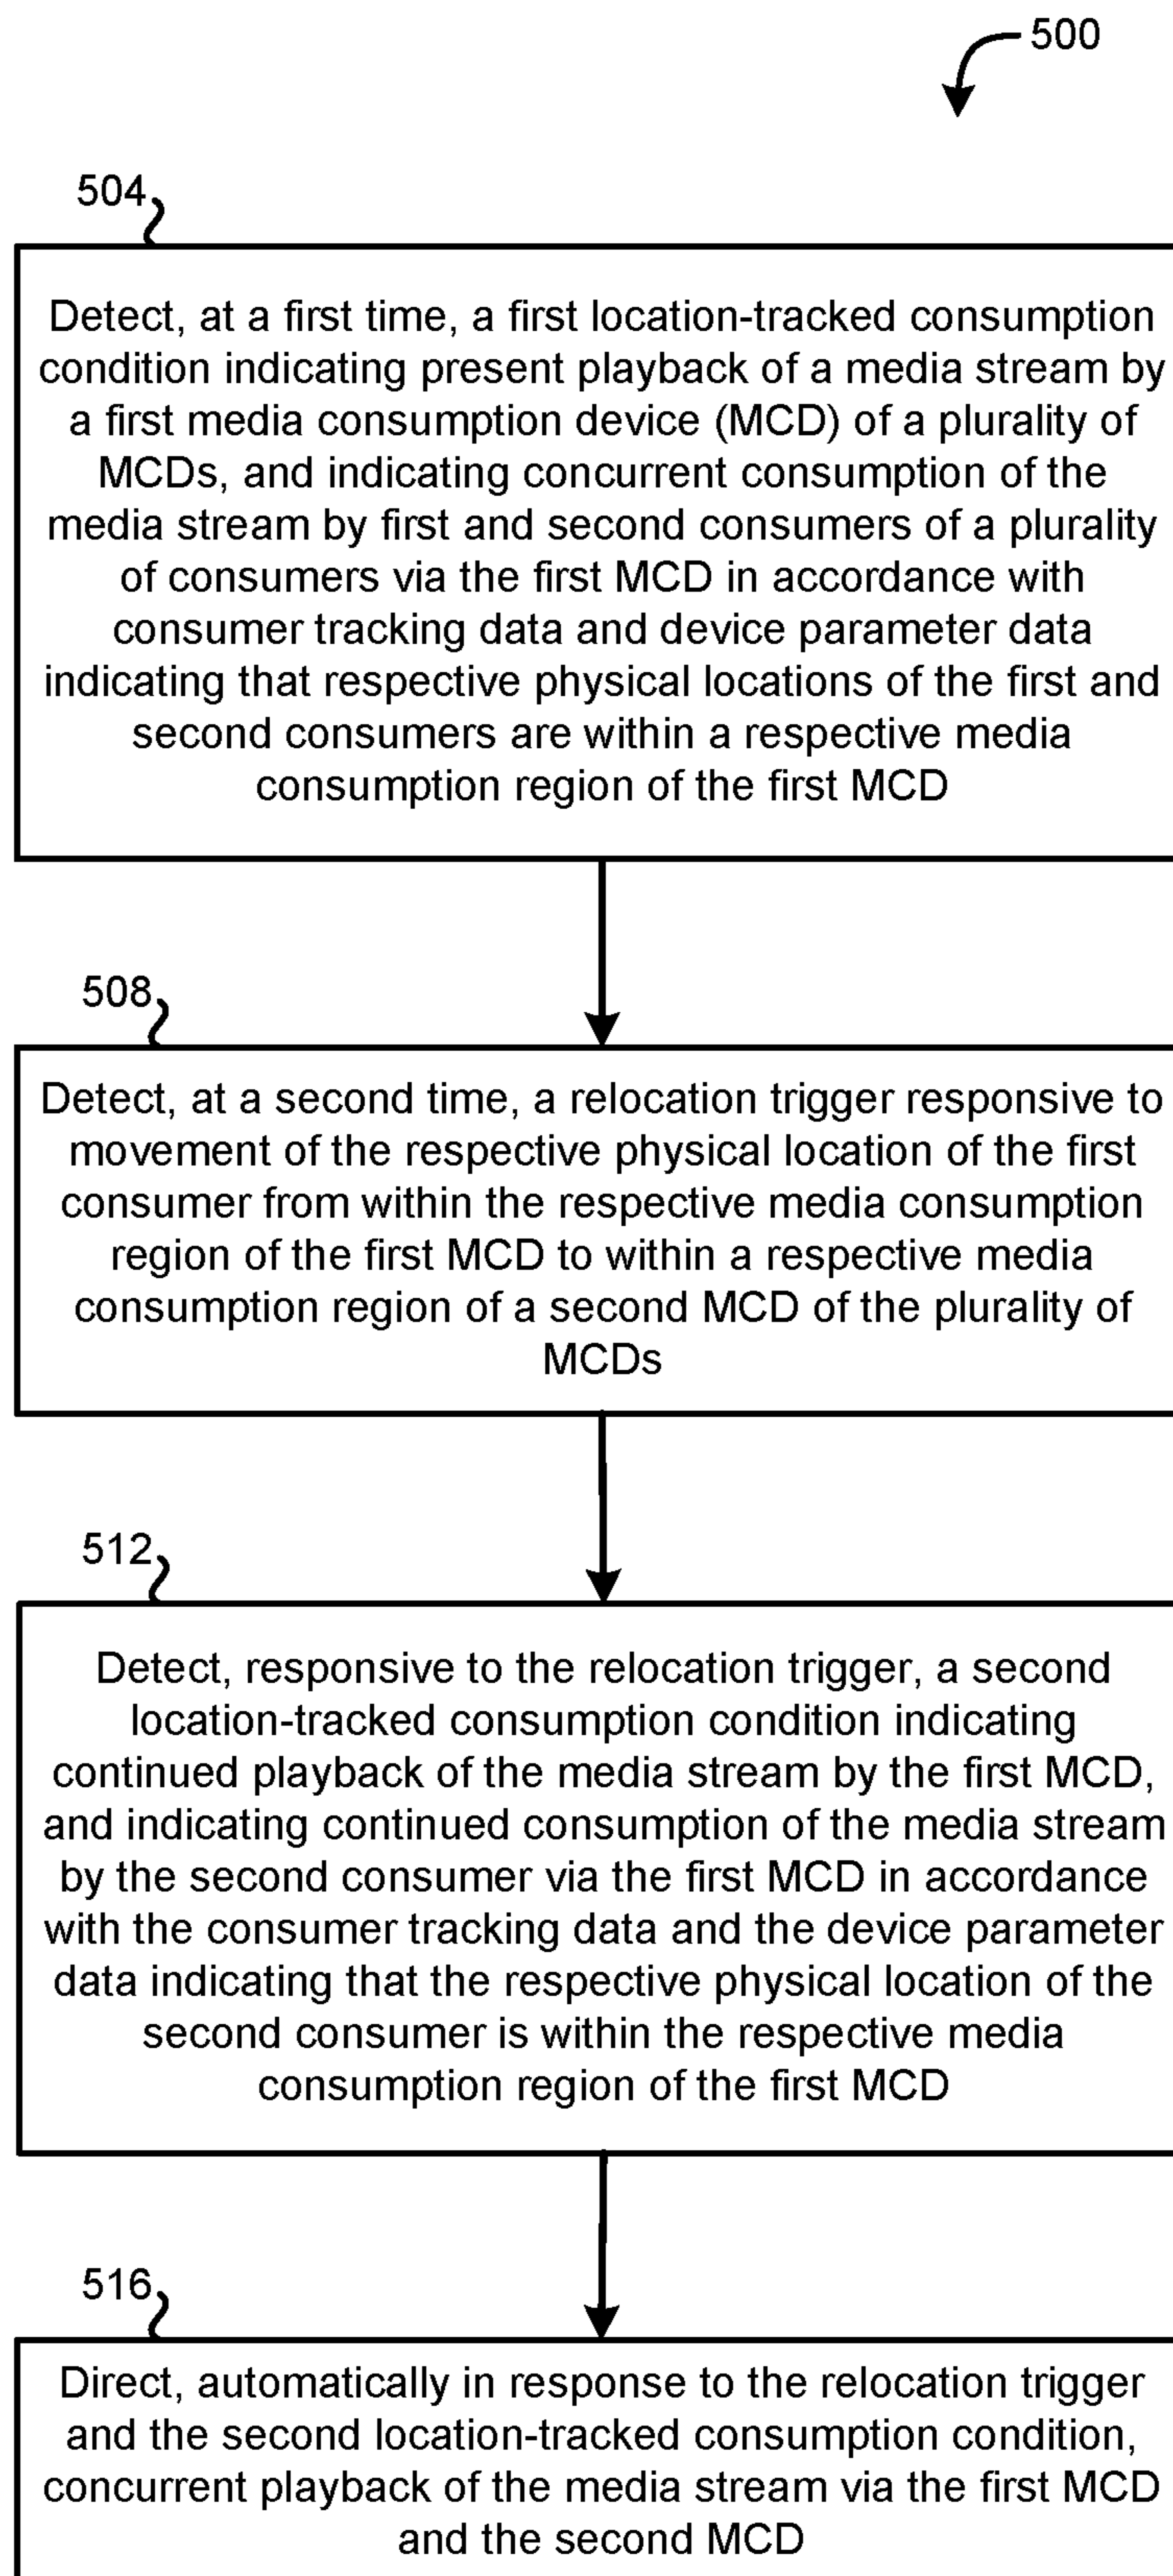 500
504
Detect, at a first time, a first location-tracked consumption
condition indicating present playback of a media stream by
a first media consumption device (MCD) of a plurality of
MCDs, and indicating concurrent consumption of the
media stream by first and second consumers of a plurality
of consumers via the first MCD in accordance with
consumer tracking data and device parameter data
indicating that respective physical locations of the first and
second consumers are within a respective media
consumption region of the first MCD
508
Detect, at a second time, a relocation trigger responsive to
movement of the respective physical location of the first
consumer from within the respective media consumption
region of the first MCD to within a respective media
consumption region of a second MCD of the plurality of
MCDs
512
Detect, responsive to the relocation trigger, a second
location-tracked consumption condition indicating
continued playback of the media stream by the first MCD,
and indicating continued consumption of the media stream
by the second consumer via the first MCD in accordance
with the consumer tracking data and the device parameter
data indicating that the respective physical location of the
second consumer is within the respective media
consumption region of the first MCD
516
Direct, automatically in response to the relocation trigger
and the second location-tracked consumption condition,
concurrent playback of the media stream via the first MCD
and the second MCD